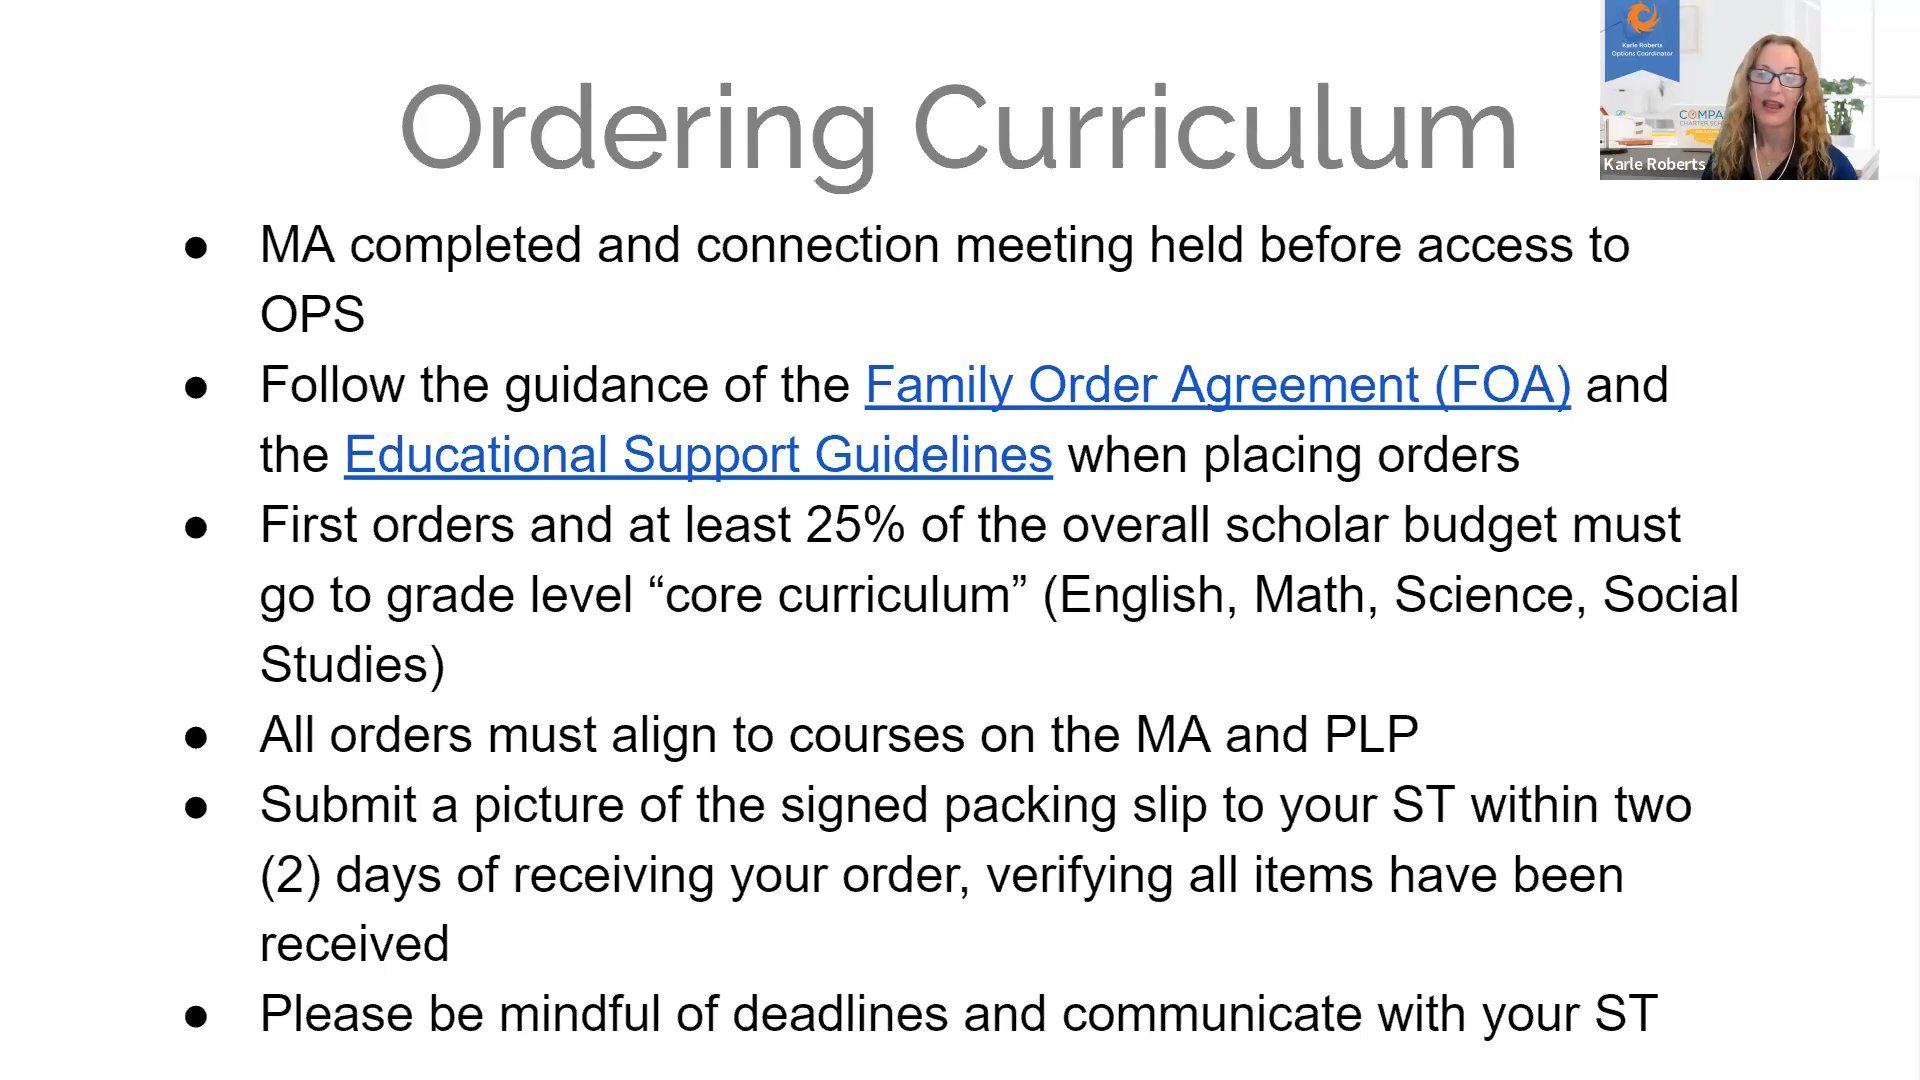 Ordering Curriculum
Karle Roberts
Options Coordinator
COMPA
Karle Roberts
● MA completed and connection meeting held before access to
OPS
● Follow the guidance of the Family Order Agreement (FOA) and
the Educational Support Guidelines when placing orders
● First orders and at least 25% of the overall scholar budget must
go to grade level “core curriculum” (English, Math, Science, Social
Studies)
● All orders must align to courses on the MA and PLP
● Submit a picture of the signed packing slip to your ST within two
(2) days of receiving your order, verifying all items have been
received
● Please be mindful of deadlines and communicate with your ST